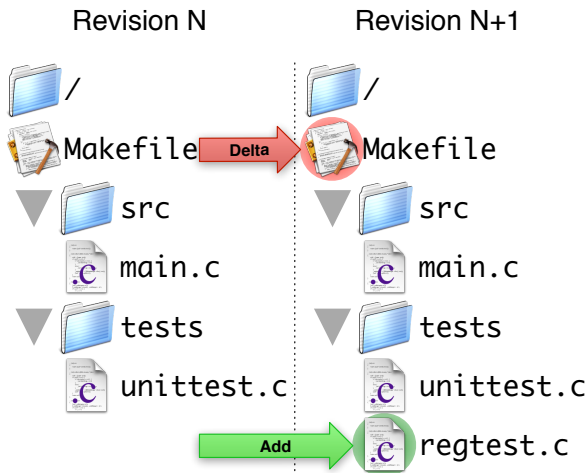 Revision N Revision N+1
/ /
Makefile Delta Makefile
src src
.c main.c .c main.c
tests tests
.c unittest.c .c unittest.c
Add .c regtest.c